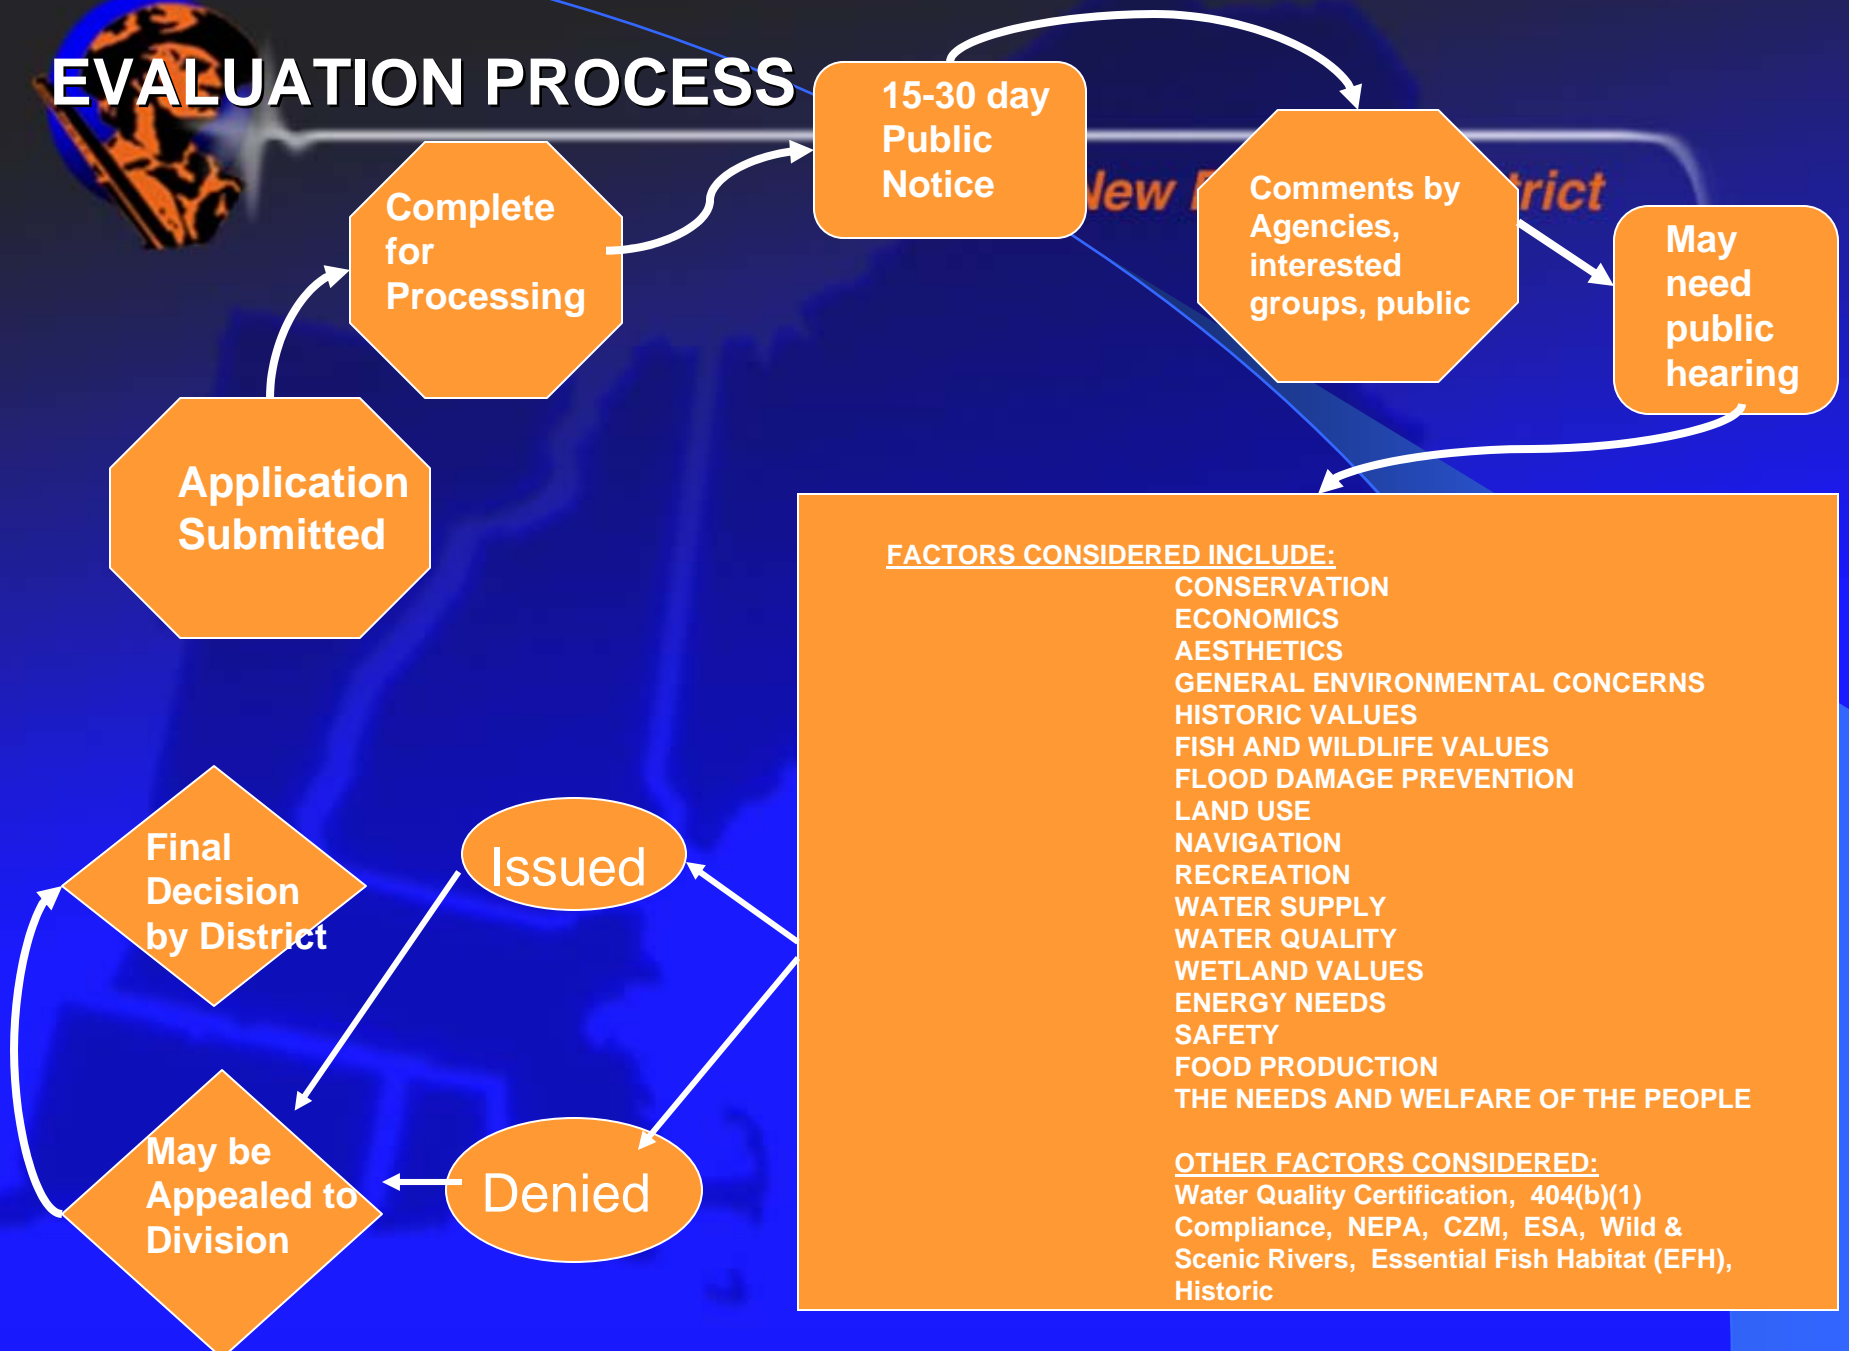 EVALUATION PROCESS
15-30 day
Public
Notice
New
trict
Complete
for
Processing
Comments by
Agencies,
interested
groups, public
May
need
public
hearing
Application
Submitted
FACTORS CONSIDERED INCLUDE:
CONSERVATION
ECONOMICS
AESTHETICS
GENERAL ENVIRONMENTAL CONCERNS
HISTORIC VALUES
FISH AND WILDLIFE VALUES
FLOOD DAMAGE PREVENTION
LAND USE
NAVIGATION
RECREATION
WATER SUPPLY
WATER QUALITY
WETLAND VALUES
ENERGY NEEDS
SAFETY
FOOD PRODUCTION
THE NEEDS AND WELFARE OF THE PEOPLE
OTHER FACTORS CONSIDERED:
Water Quality Certification, 404(b)(1)
Compliance, NEPA, CZM, ESA, Wild &
Scenic Rivers, Essential Fish Habitat (EFH),
Historic
Issued
Denied
Final
Decision
by District
May be
Appealed to
Division